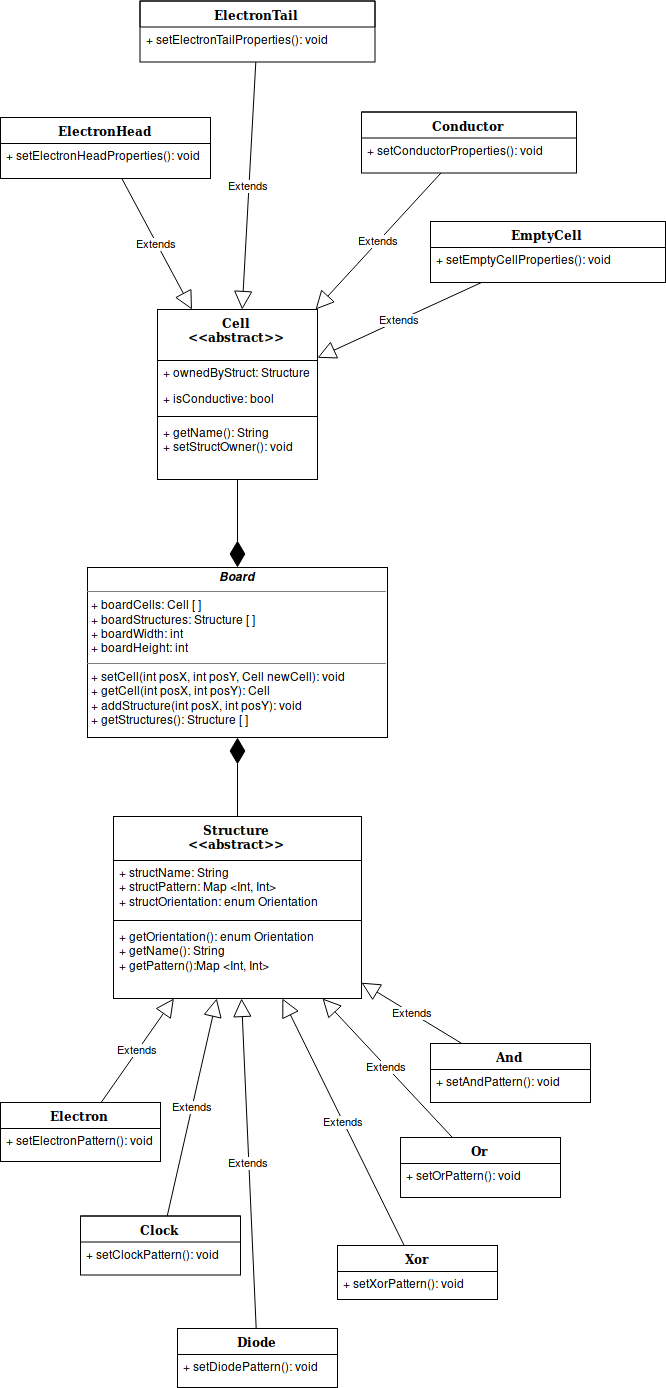 ElectronTail
+ setElectronTailProperties(): void
ElectronHead
+ setElectronHeadProperties(): void
Conductor
+ setConductorProperties(): void
Extends
EmptyCell
+ setEmptyCellProperties(): void
Extends
Extends
Extends
Cell
<<abstract>>
+ ownedByStruct: Structure
+ isConductive: bool
+ getName(): String
+ setStructOwner(): void
Board
+ boardCells: Cell [ ]
+ boardStructures: Structure [ ]
+ boardWidth: int
+ boardHeight: int
+ setCell(int posX, int posY, Cell newCell): void
+ getCell(int posX, int posY): Cell
+ addStructure(int posX, int posY): void
+ getStructures(): Structure [ ]
Structure
<<abstract>>
+ structName: String
+ structPattern: Map <Int, Int>
+ structOrientation: enum Orientation
+ getOrientation(): enum Orientation
+ getName(): String
+ getPattern():Map <Int, Int>
Extends
Extends
And
+ setAndPattern(): void
Extends
Electron
+ setElectronPattern(): void
Extends
Extends
Or
+ setOrPattern(): void
Extends
Clock
+ setClockPattern(): void
Xor
+ setXorPattern(): void
Diode
+ setDiodePattern(): void